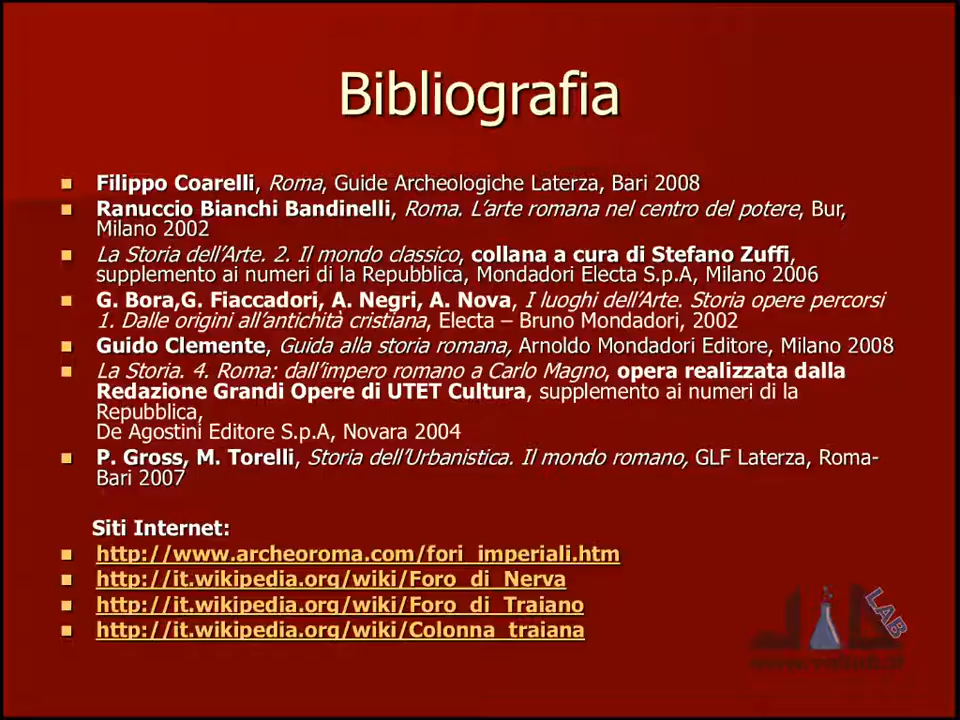 Bibliografia
Filippo Coarelli, Roma, Guide Archeologiche Laterza, Bari 2008
Ranuccio Bianchi Bandinelli, Roma. L'arte romana nel centro del potere, Bur,
Milano 2002
La Storia dell'Arte. 2. Il mondo classico, collana a cura di Stefano Zuffi,
supplemento ai numeri di la Repubblica, Mondadori Electa S.p.A, Milano 2006
G. Bora,G. Fiaccadori, A. Negri, A. Nova, I luoghi dell'Arte. Storia opere percorsi
1. Dalle origini all'antichità cristiana, Electa – Bruno Mondadori, 2002
Guido Clemente, Guida alla storia romana, Arnoldo Mondadori Editore, Milano 2008
La Storia. 4. Roma: dall'impero romano a Carlo Magno, opera realizzata dalla
Redazione Grandi Opere di UTET Cultura, supplemento ai numeri di la
Repubblica,
De Agostini Editore S.p.A, Novara 2004
P. Gross, M. Torelli, Storia dell'Urbanistica. Il mondo romano, GLF Laterza, Roma-
Bari 2007
Siti Internet:
http://www.archeoroma.com/fori_imperiali.htm
http://it.wikipedia.org/wiki/Foro_di_Nerva
http://it.wikipedia.org/wiki/Foro_di_Traiano
http://it.wikipedia.org/wiki/Colonna_traiana
LAB